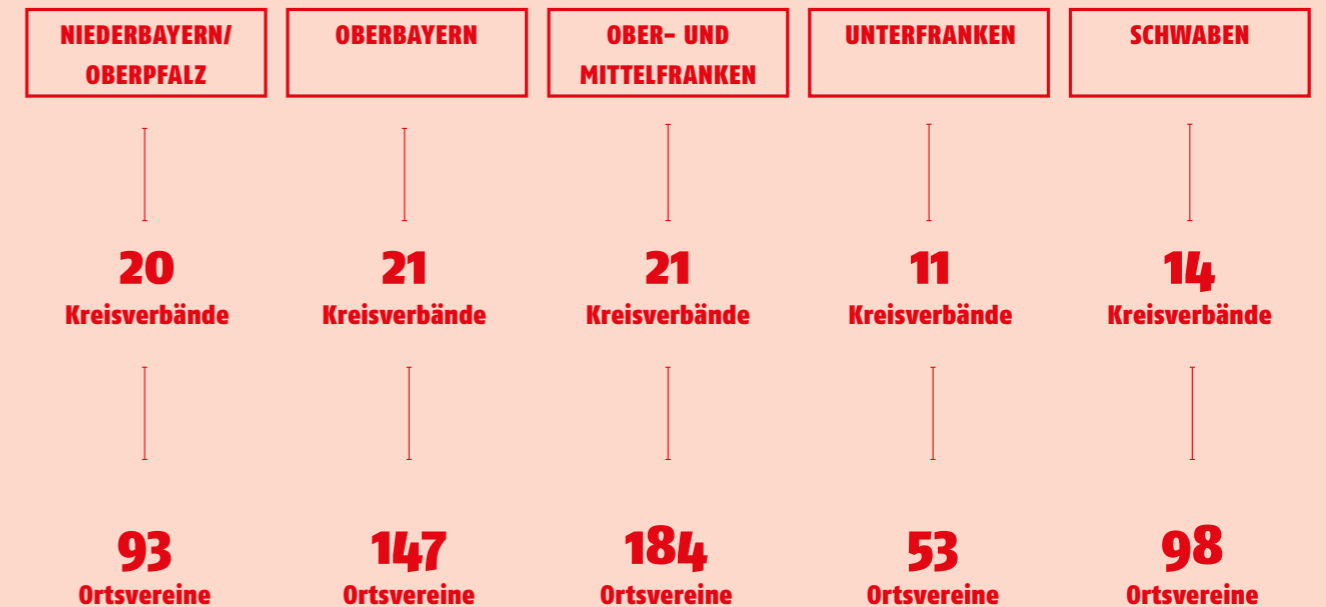 NIEDERBAYERN/
OBERPFALZ
OBERBAYERN
OBER- UND
MITTELFRANKEN
UNTERFRANKEN
SCHWABEN
20
Kreisverbände
21
Kreisverbände
21
Kreisverbände
11
Kreisverbände
14
Kreisverbände
93
Ortsvereine
147
Ortsvereine
184
Ortsvereine
53
Ortsvereine
98
Ortsvereine